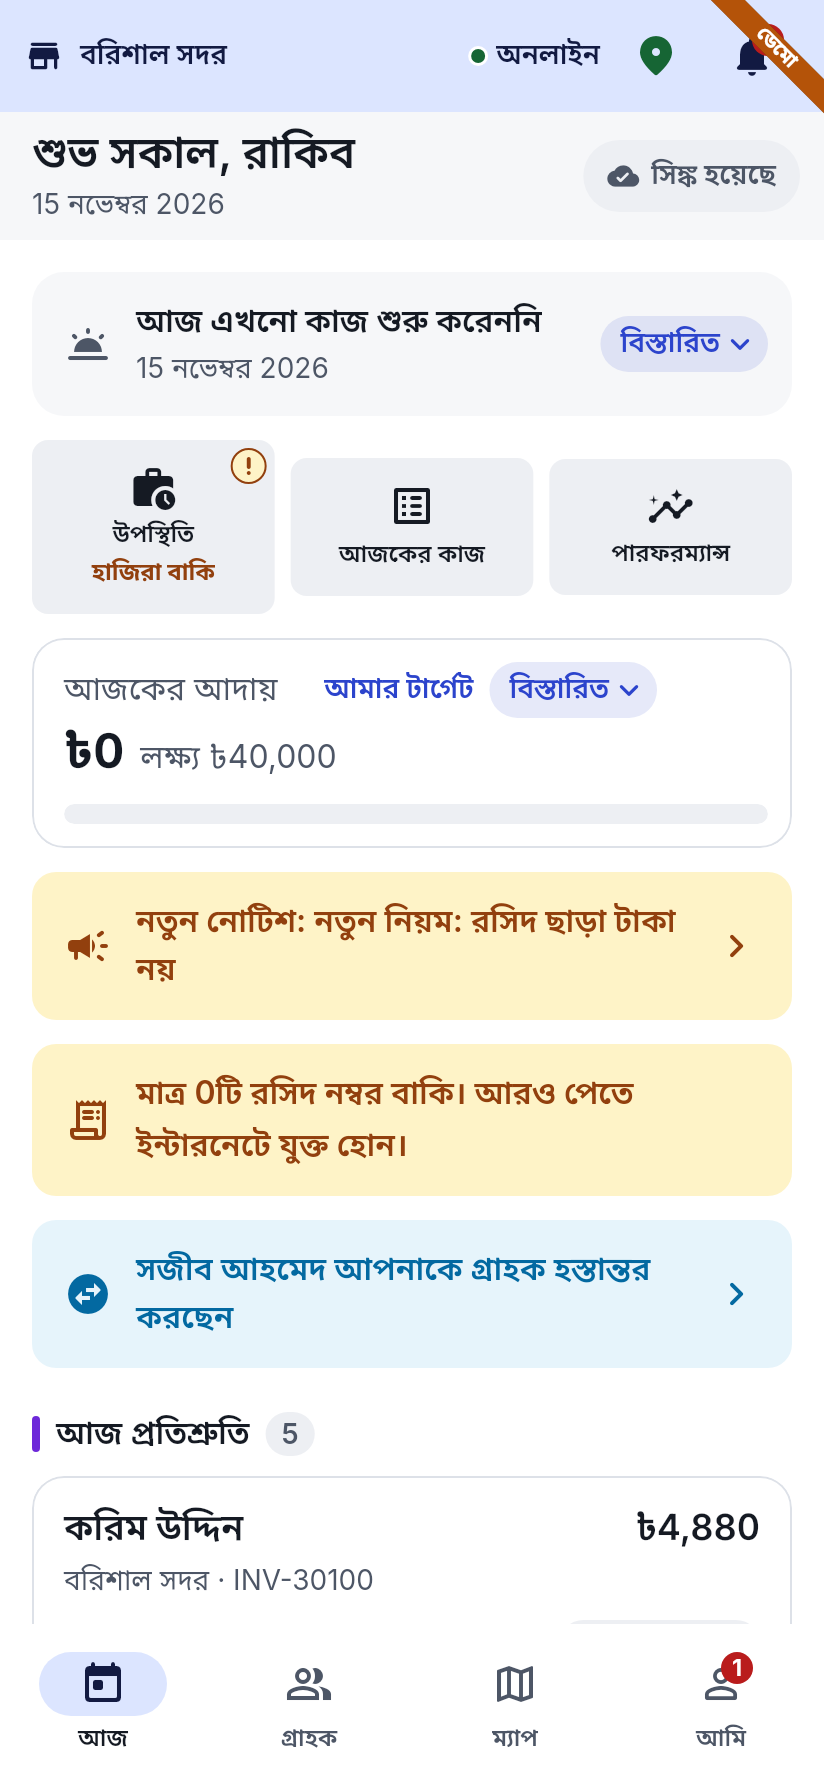 বরিশাল সদর
অনলাইন
ডেমো
শুভ সকাল, রাকিব
15 নভেম্বর 2026
সিঙ্ক হয়েছে
আজ এখনো কাজ শুরু করেননি
15 নভেম্বর 2026
বিস্তারিত
উপস্থিতি
হাজিরা বাকি
আজকের কাজ
পারফরম্যান্স
আজকের আদায়
আমার টার্গেট
বিস্তারিত
৳0 লক্ষ্য ৳40,000
নতুন নোটিশ: নতুন নিয়ম: রসিদ ছাড়া টাকা
নয়
মাত্র 0টি রসিদ নম্বর বাকি। আরও পেতে
ইন্টারনেটে যুক্ত হোন।
সজীব আহমেদ আপনাকে গ্রাহক হস্তান্তর
করছেন
আজ প্রতিশ্রুতি 5
করিম উদ্দিন
৳4,880
বরিশাল সদর · INV-30100
আজ
গ্রাহক
ম্যাপ
1
আমি